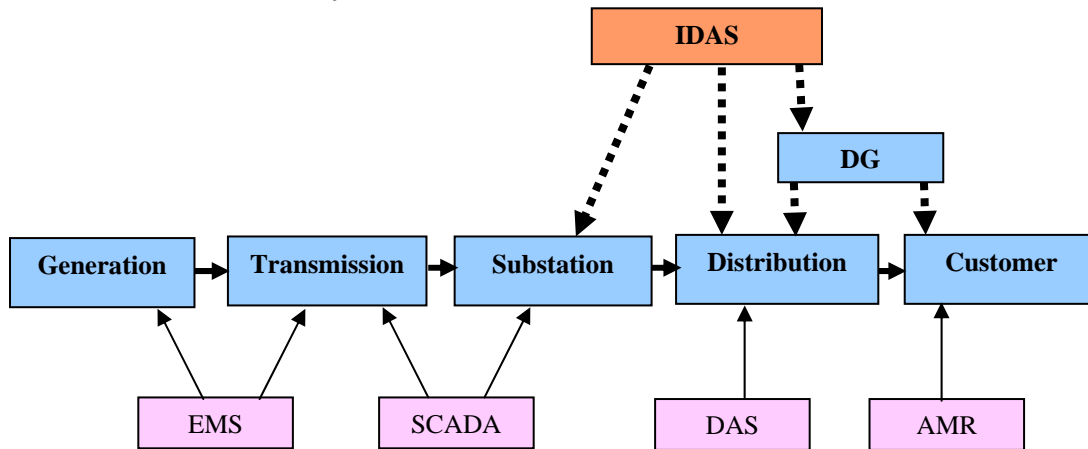 IDAS
DG
Generation
Transmission
Substation
Distribution
Customer
EMS
SCADA
DAS
AMR